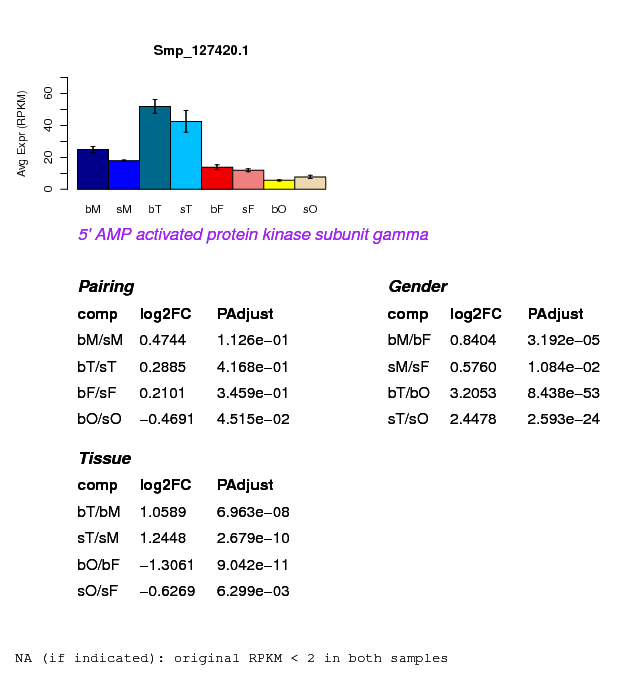 Smp_127420.1
Avg Expr (RPKM)
0 20 60
bM sM bT sT bF sF bO sO
5' AMP activated protein kinase subunit gamma
Pairing
comp log2FC PAdjust
bM/sM 0.4744 1.126e−01
bT/sT 0.2885 4.168e−01
bF/sF 0.2101 3.459e−01
bO/sO −0.4691 4.515e−02
Gender
comp log2FC PAdjust
bM/bF 0.8404 3.192e−05
sM/sF 0.5760 1.084e−02
bT/bO 3.2053 8.438e−53
sT/sO 2.4478 2.593e−24
Tissue
comp log2FC PAdjust
bT/bM 1.0589 6.963e−08
sT/sM 1.2448 2.679e−10
bO/bF −1.3061 9.042e−11
sO/sF −0.6269 6.299e−03
NA (if indicated): original RPKM < 2 in both samples